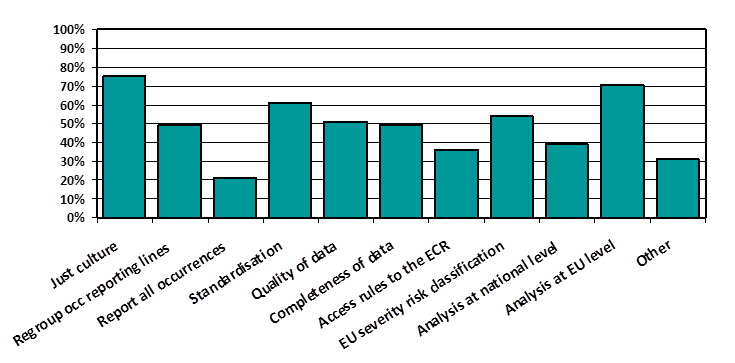 100%
90%
80%
70%
60%
50%
40%
30%
20%
10%
0%
Just culture
Regroup occ reporting lines
Report all occurrences
Standardisation
Quality of data
Completeness of data
Access rules to the ECR
EU severity risk classification
Analysis at national level
Analysis at EU level
Other